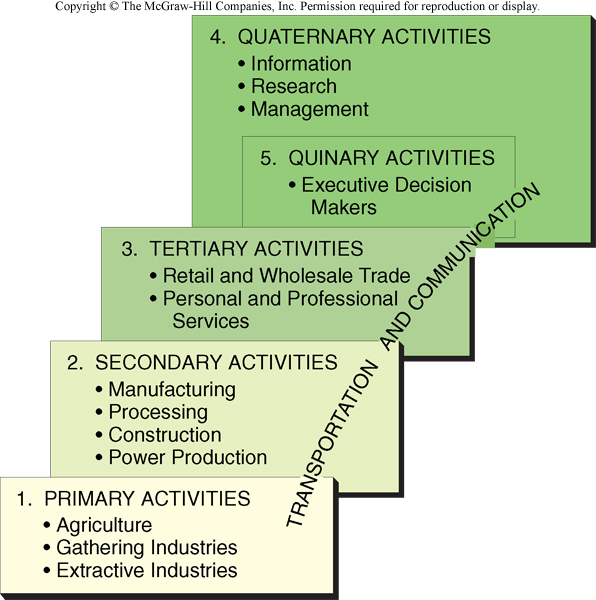 Copyright © The McGraw-Hill Companies, Inc. Permission required for reproduction or display.
4. QUATERNARY ACTIVITIES
• Information
• Research
• Management
5. QUINARY ACTIVITIES
• Executive Decision
Makers
3. TERTIARY ACTIVITIES
• Retail and Wholesale Trade
• Personal and Professional
Services
2. SECONDARY ACTIVITIES
• Manufacturing
• Processing
• Construction
• Power Production
1. PRIMARY ACTIVITIES
• Agriculture
• Gathering Industries
• Extractive Industries
TRANSPORTATION AND COMMUNICATION